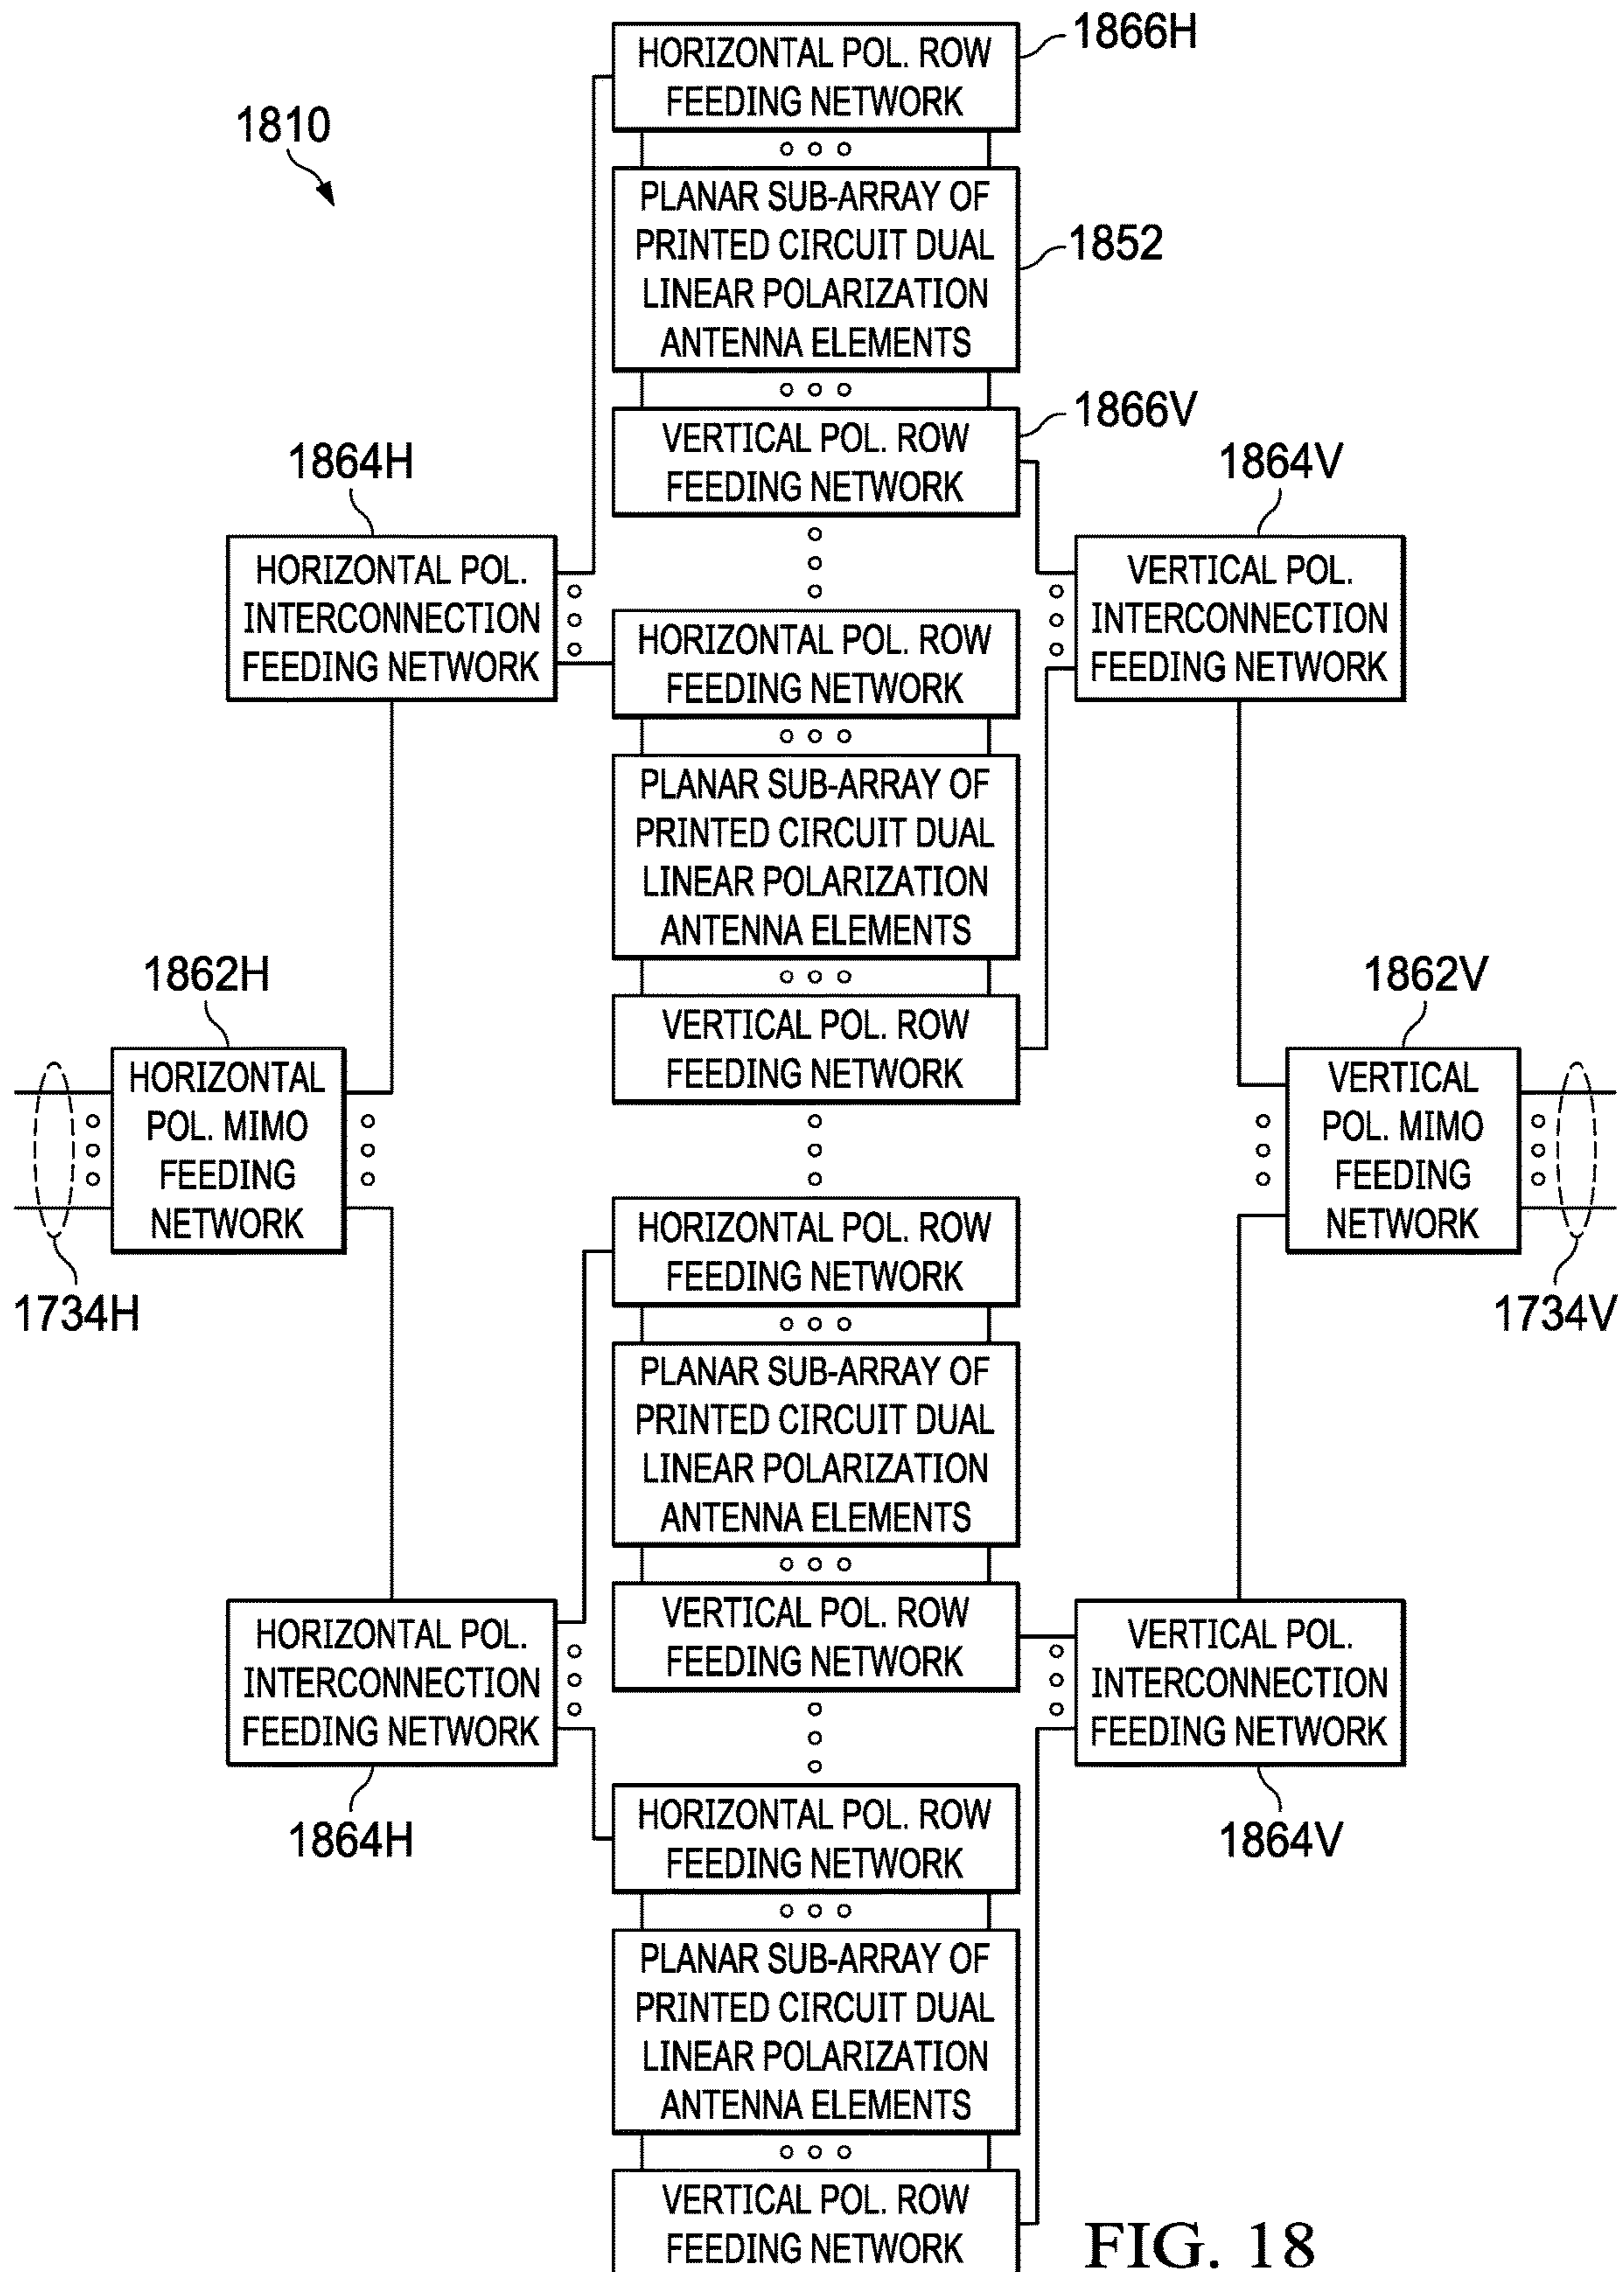 1866H
HORIZONTAL POL. ROW
FEEDING NETWORK
1810
PLANAR SUB-ARRAY OF
PRINTED CIRCUIT DUAL
LINEAR POLARIZATION
ANTENNA ELEMENTS
1852
1866V
VERTICAL POL. ROW
FEEDING NETWORK
1864H
HORIZONTAL POL.
INTERCONNECTION
FEEDING NETWORK
1864V
VERTICAL POL.
INTERCONNECTION
FEEDING NETWORK
HORIZONTAL POL. ROW
FEEDING NETWORK
PLANAR SUB-ARRAY OF
PRINTED CIRCUIT DUAL
LINEAR POLARIZATION
ANTENNA ELEMENTS
VERTICAL POL. ROW
FEEDING NETWORK
1862H
HORIZONTAL
POL. MIMO
FEEDING
NETWORK
1734H
1862V
VERTICAL
POL. MIMO
FEEDING
NETWORK
1734V
HORIZONTAL POL. ROW
FEEDING NETWORK
PLANAR SUB-ARRAY OF
PRINTED CIRCUIT DUAL
LINEAR POLARIZATION
ANTENNA ELEMENTS
VERTICAL POL. ROW
FEEDING NETWORK
HORIZONTAL POL.
INTERCONNECTION
FEEDING NETWORK
1864H
VERTICAL POL.
INTERCONNECTION
FEEDING NETWORK
1864V
HORIZONTAL POL. ROW
FEEDING NETWORK
PLANAR SUB-ARRAY OF
PRINTED CIRCUIT DUAL
LINEAR POLARIZATION
ANTENNA ELEMENTS
VERTICAL POL. ROW
FEEDING NETWORK
FIG. 18